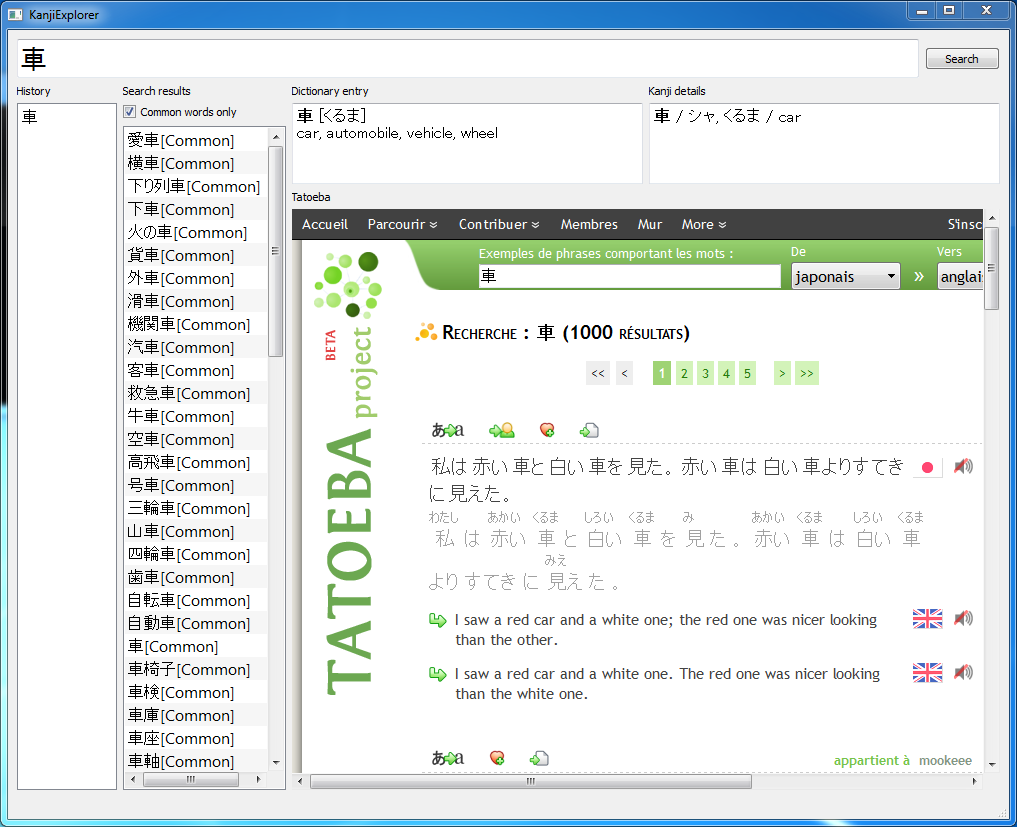 KanjiExplorer
車
Search
History
車
Search results
Common words only
愛車[Common]
横車[Common]
下り列車[Common]
下車[Common]
火の車[Common]
貨車[Common]
外車[Common]
滑車[Common]
機関車[Common]
汽車[Common]
客車[Common]
救急車[Common]
牛車[Common]
空車[Common]
高飛車[Common]
号車[Common]
三輪車[Common]
山車[Common]
四輪車[Common]
歯車[Common]
自転車[Common]
自動車[Common]
車[Common]
車椅子[Common]
車検[Common]
車庫[Common]
車座[Common]
車軸[Common]
Dictionary entry
車 [くるま]
car, automobile, vehicle, wheel
Kanji details
車 / シャ, くるま / car
Tatoeba
Accueil Parcourir Contribuer Membres Mur More S'insc
Exemples de phrases comportant les mots :
車
De
japonais
»
Vers
anglais
TATOEBA project
BETA
Recherche : 車 (1000 résultats)
<< < 1 2 3 4 5 > >>
あa
私は 赤い 車と 白い 車を 見た。赤い 車は 白い 車よりすてき
に 見えた。
わたし あかい くるま しろい くるま み あかい くるま しろい くるま
私 は 赤い 車 と 白い 車 を 見 た 。 赤い 車 は 白い 車
みえ
より すてき に 見え た 。
I saw a red car and a white one; the red one was nicer looking
than the other.
I saw a red car and a white one. The red one was nicer looking
than the white one.
あa
appartient à mookeee